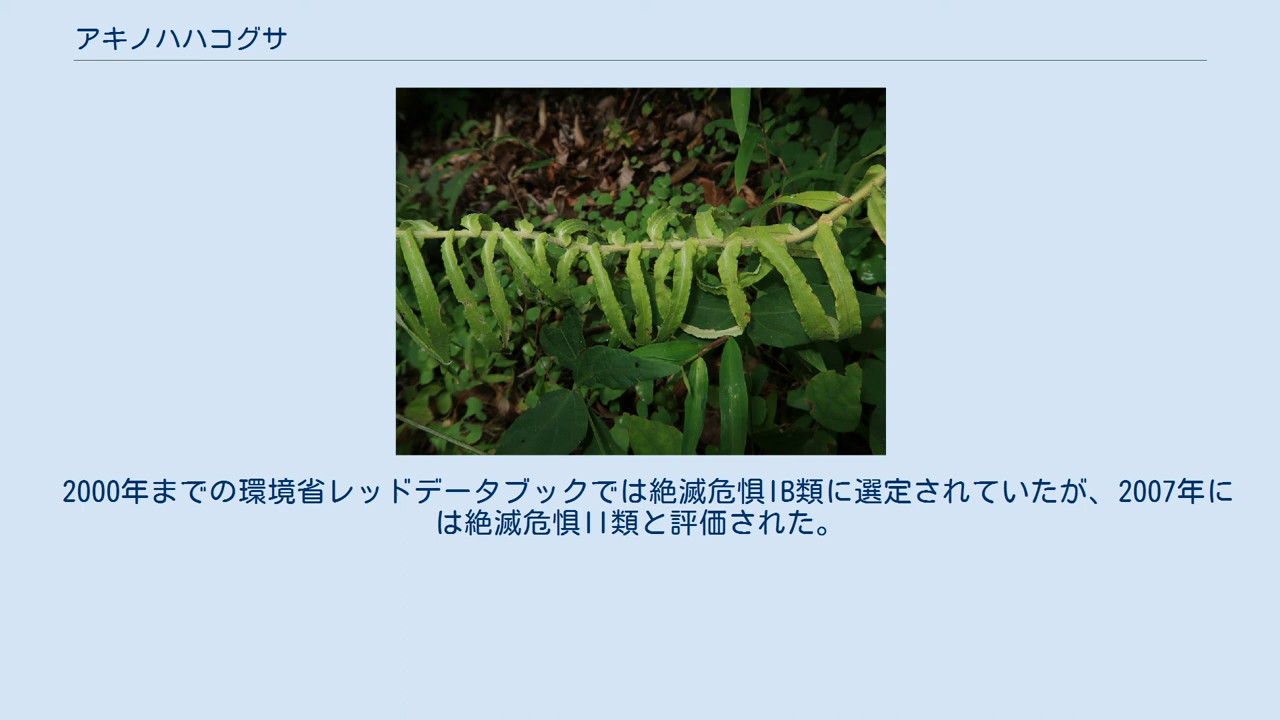 アキノハハコグサ
2000年までの環境省レッドデータブックでは絶滅危惧IB類に選定されていたが、2007年に
は絶滅危惧II類と評価された。